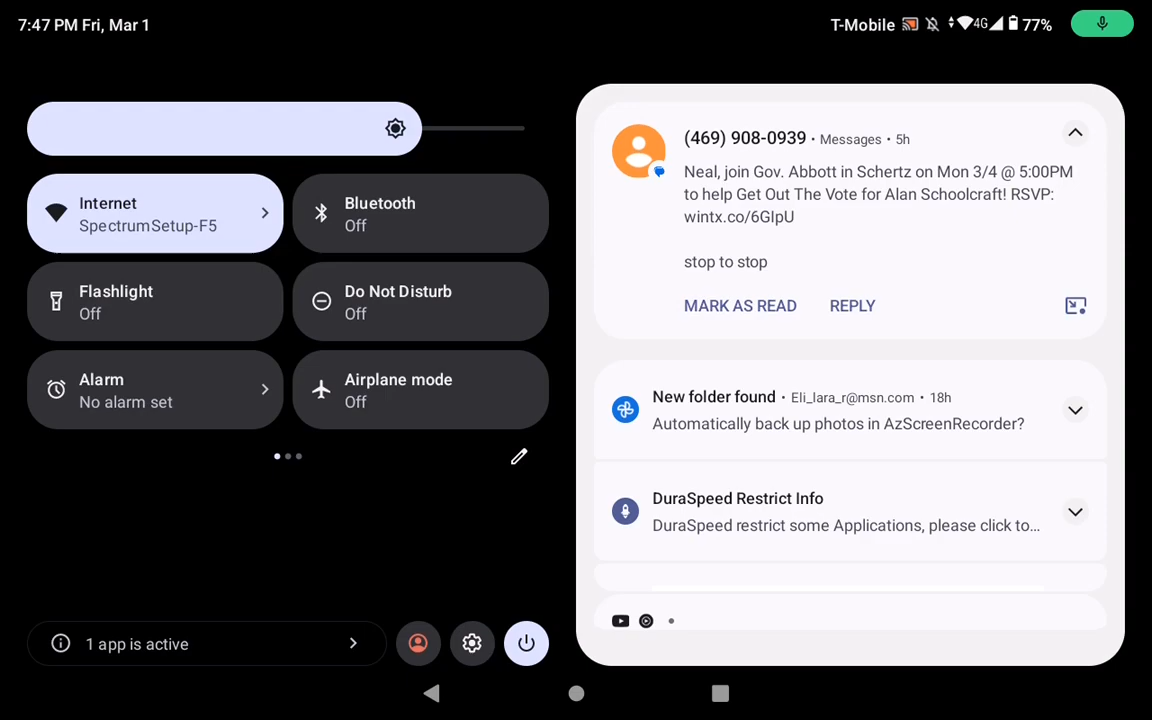 7:47 PM Fri, Mar 1
T-Mobile 4G 77%
Internet
SpectrumSetup-F5
Bluetooth
Off
Flashlight
Off
Do Not Disturb
Off
Alarm
No alarm set
Airplane mode
Off
1 app is active
(469) 908-0939 · Messages · 5h
Neal, join Gov. Abbott in Schertz on Mon 3/4 @ 5:00PM
to help Get Out The Vote for Alan Schoolcraft! RSVP:
wintx.co/6GIpU
stop to stop
MARK AS READ REPLY
New folder found · Eli_lara_r@msn.com · 18h
Automatically back up photos in AzScreenRecorder?
DuraSpeed Restrict Info
DuraSpeed restrict some Applications, please click to...